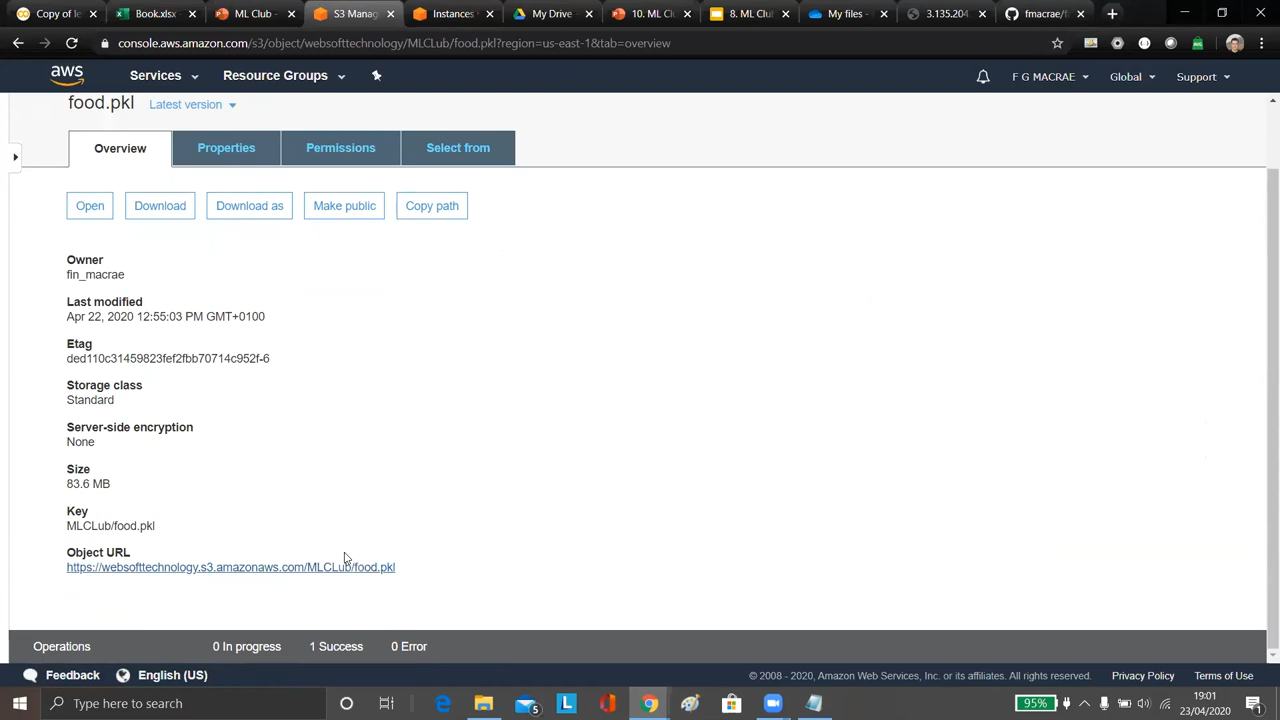 Copy of le
Book.xlsx
ML Club -
S3 Manag
Instances
My Drive
10. ML Cl
8. ML Clu
My files -
3.135.204
fmacrae/f
console.aws.amazon.com/s3/object/websofttechnology/MLCLub/food.pkl?region=us-east-1&tab=overview
aws
Services
Resource Groups
F G MACRAE
Global
Support
food.pkl
Latest version
Overview
Properties
Permissions
Select from
Open
Download
Download as
Make public
Copy path
Owner
fin_macrae
Last modified
Apr 22, 2020 12:55:03 PM GMT+0100
Etag
ded110c31459823fef2fbb70714c952f-6
Storage class
Standard
Server-side encryption
None
Size
83.6 MB
Key
MLCLub/food.pkl
Object URL
https://websofttechnology.s3.amazonaws.com/MLCLub/food.pkl
Operations
0 In progress
1 Success
0 Error
Feedback
English (US)
© 2008 - 2020, Amazon Web Services, Inc. or its affiliates. All rights reserved.
Privacy Policy
Terms of Use
Type here to search
5
L
95%
19:01
23/04/2020
1